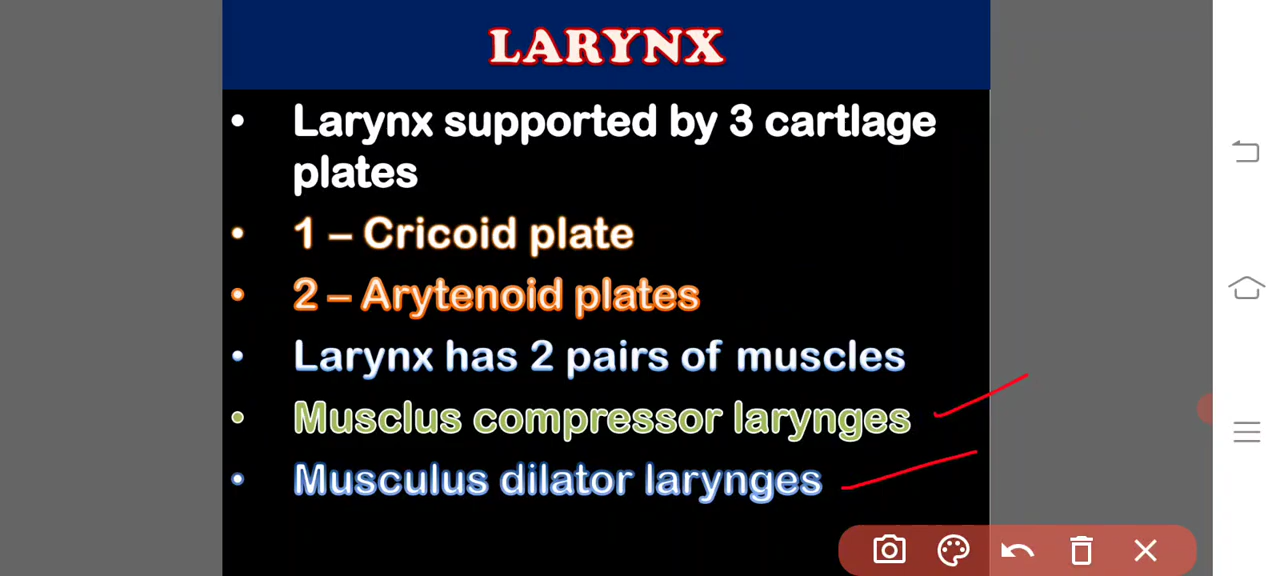 LARYNX
• Larynx supported by 3 cartlage
plates
• 1 – Cricoid plate
• 2 – Arytenoid plates
• Larynx has 2 pairs of muscles
• Musclus compressor larynges
• Musculus dilator larynges